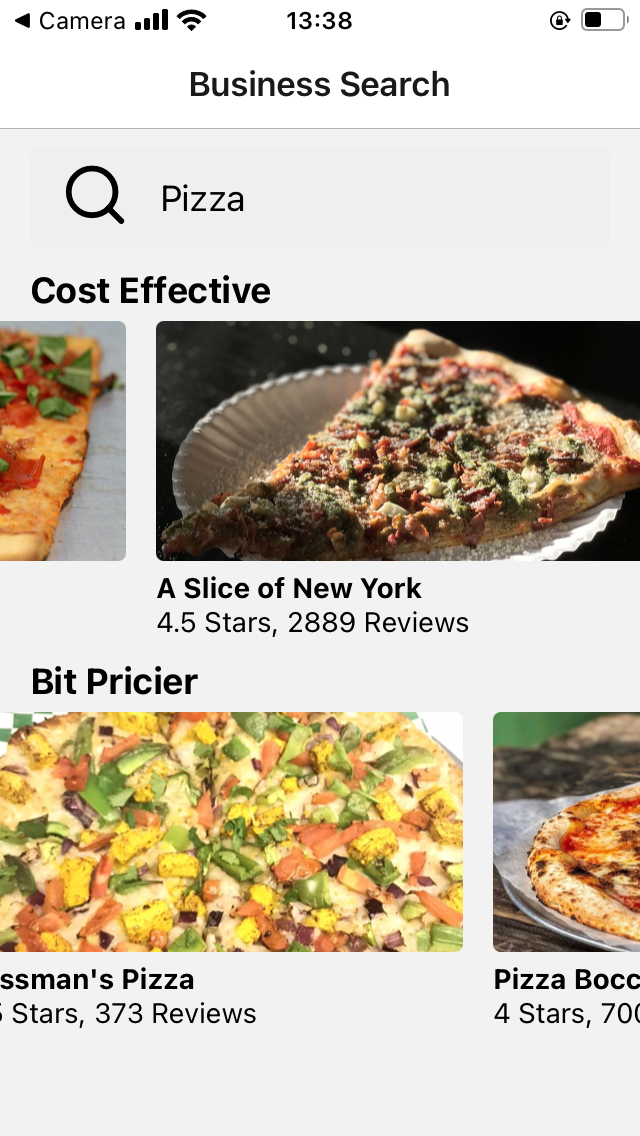 Camera 13:38
Business Search
Pizza
Cost Effective
A Slice of New York
4.5 Stars, 2889 Reviews
Bit Pricier
ssman's Pizza
Stars, 373 Reviews
Pizza Bocc
4 Stars, 700